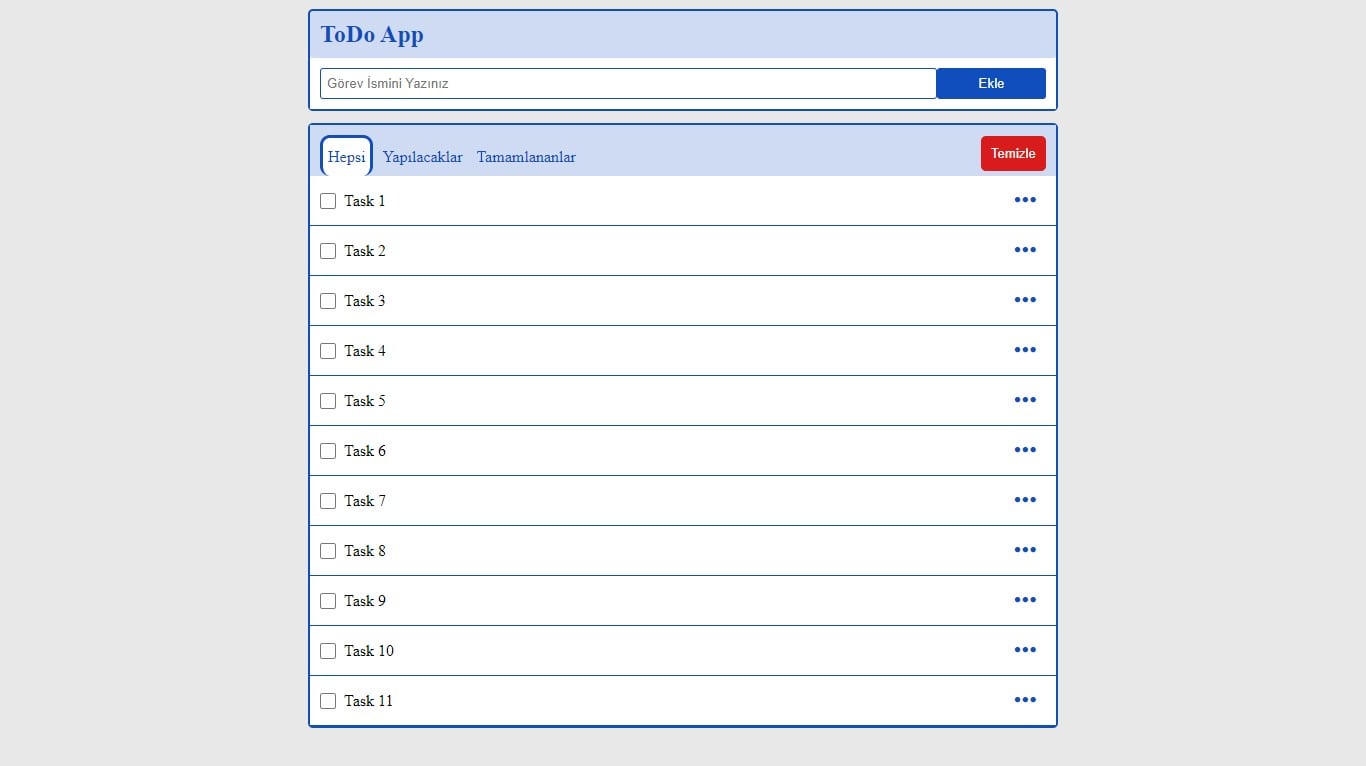 ToDo App
Görev İsmini Yazınız
Ekle
Hepsi Yapılacaklar Tamamlananlar Temizle
Task 1
Task 2
Task 3
Task 4
Task 5
Task 6
Task 7
Task 8
Task 9
Task 10
Task 11